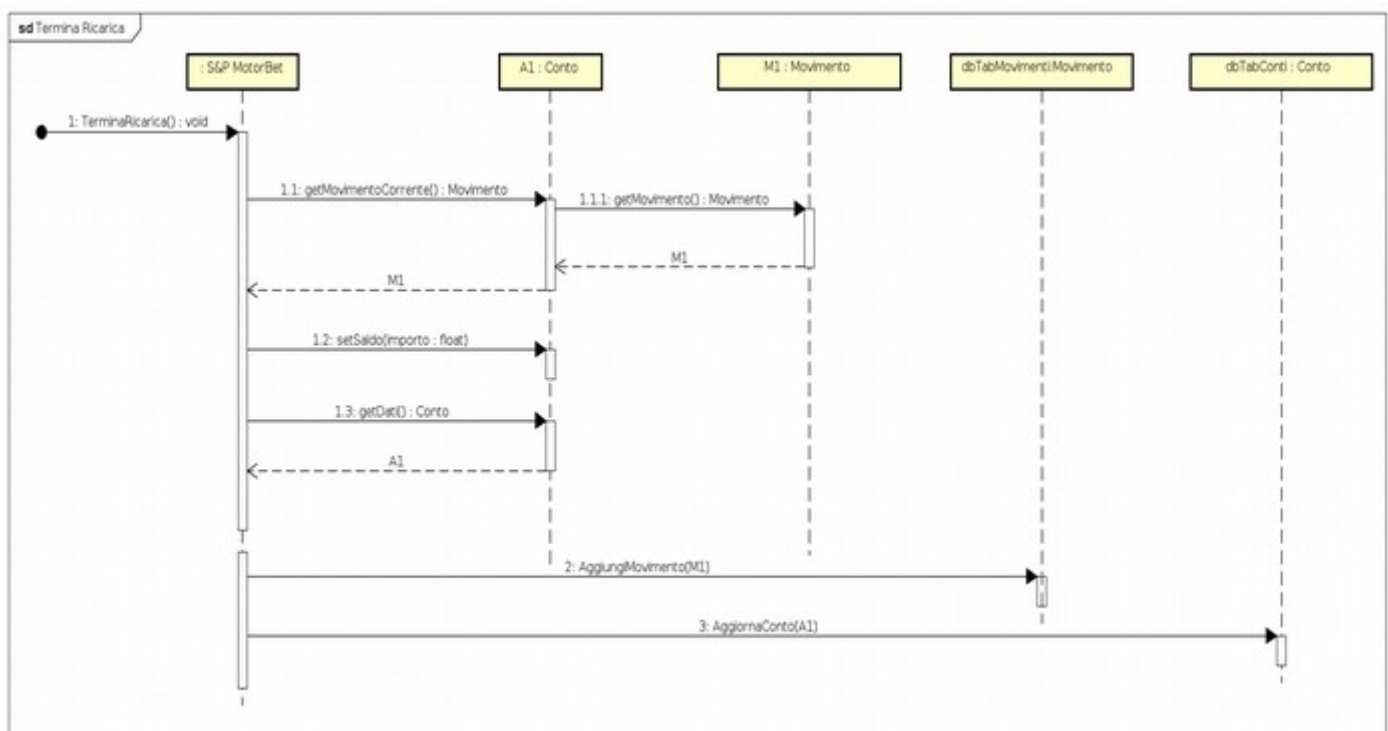 sd Termina Ricarica
: S&P MotorBet
A1 : Conto
M1 : Movimento
dbTabMovimenti:Movimento
dbTabConti : Conto
1: TerminaRicarica() : void
1.1: getMovimentoCorrente() : Movimento
1.1.1: getMovimento() : Movimento
M1
M1
1.2: setSaldo(importo : float)
1.3: getDati() : Conto
A1
2: AggiungiMovimento(M1)
3: AggiornaConto(A1)